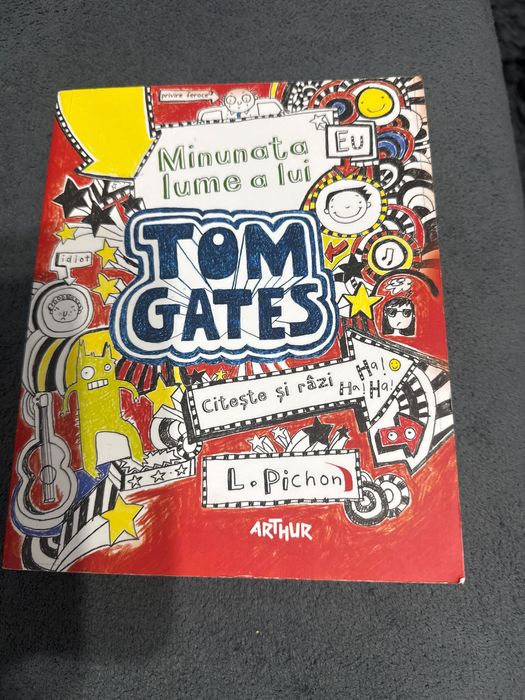 privire feroce
Minunata
lume a lui
Eu
TOM
GATES
idiot
Citește și râzi
Ha!
Ha! Ha!
L. Pichon
ARTHUR